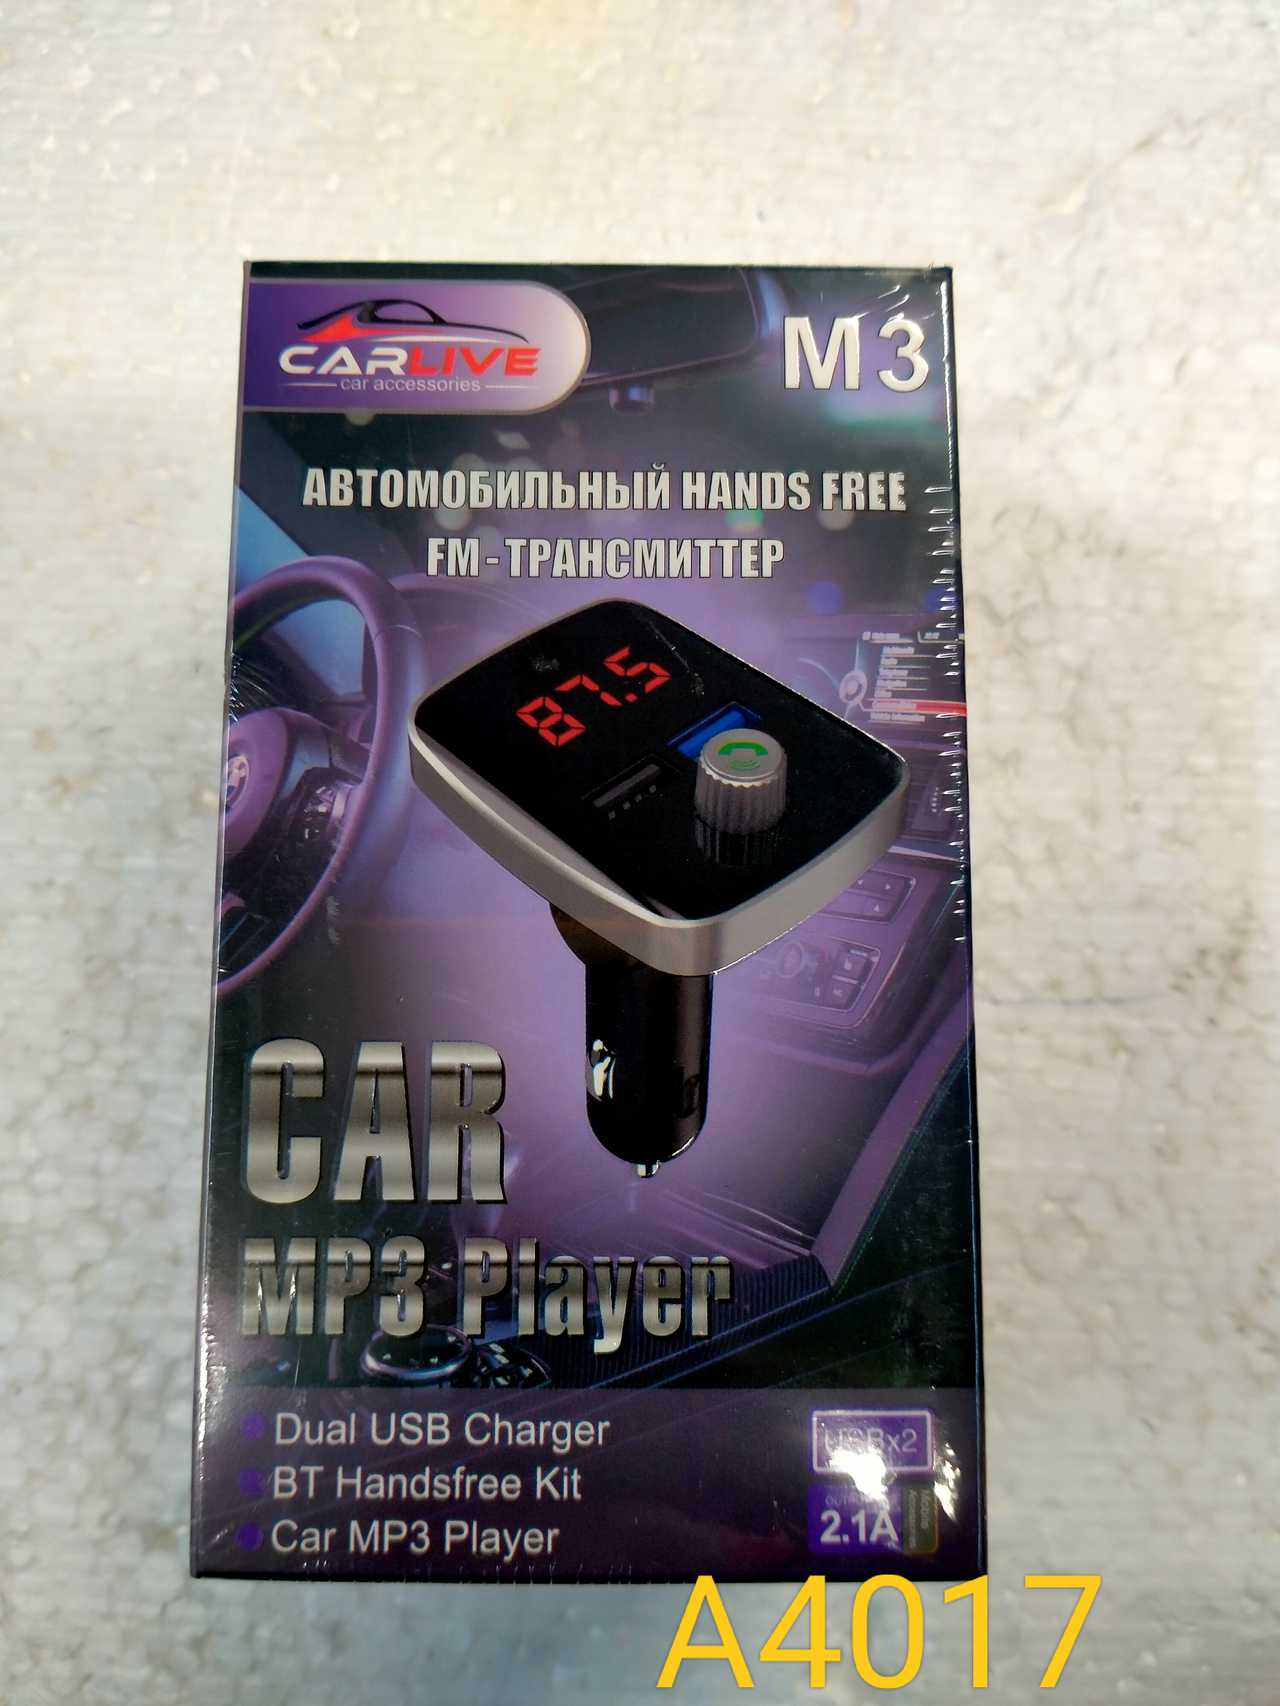 CARLIVE
car accessories
M3
АВТОМОБИЛЬНЫЙ HANDS FREE
FM-ТРАНСМИТТЕР
87.5
CAR
MP3 Player
Dual USB Charger
BT Handsfree Kit
Car MP3 Player
USBx2
2.1A
A4017